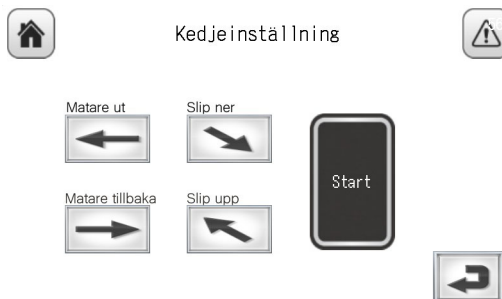 Kedjeinställning
Matare ut
Slip ner
Start
Matare tillbaka
Slip upp